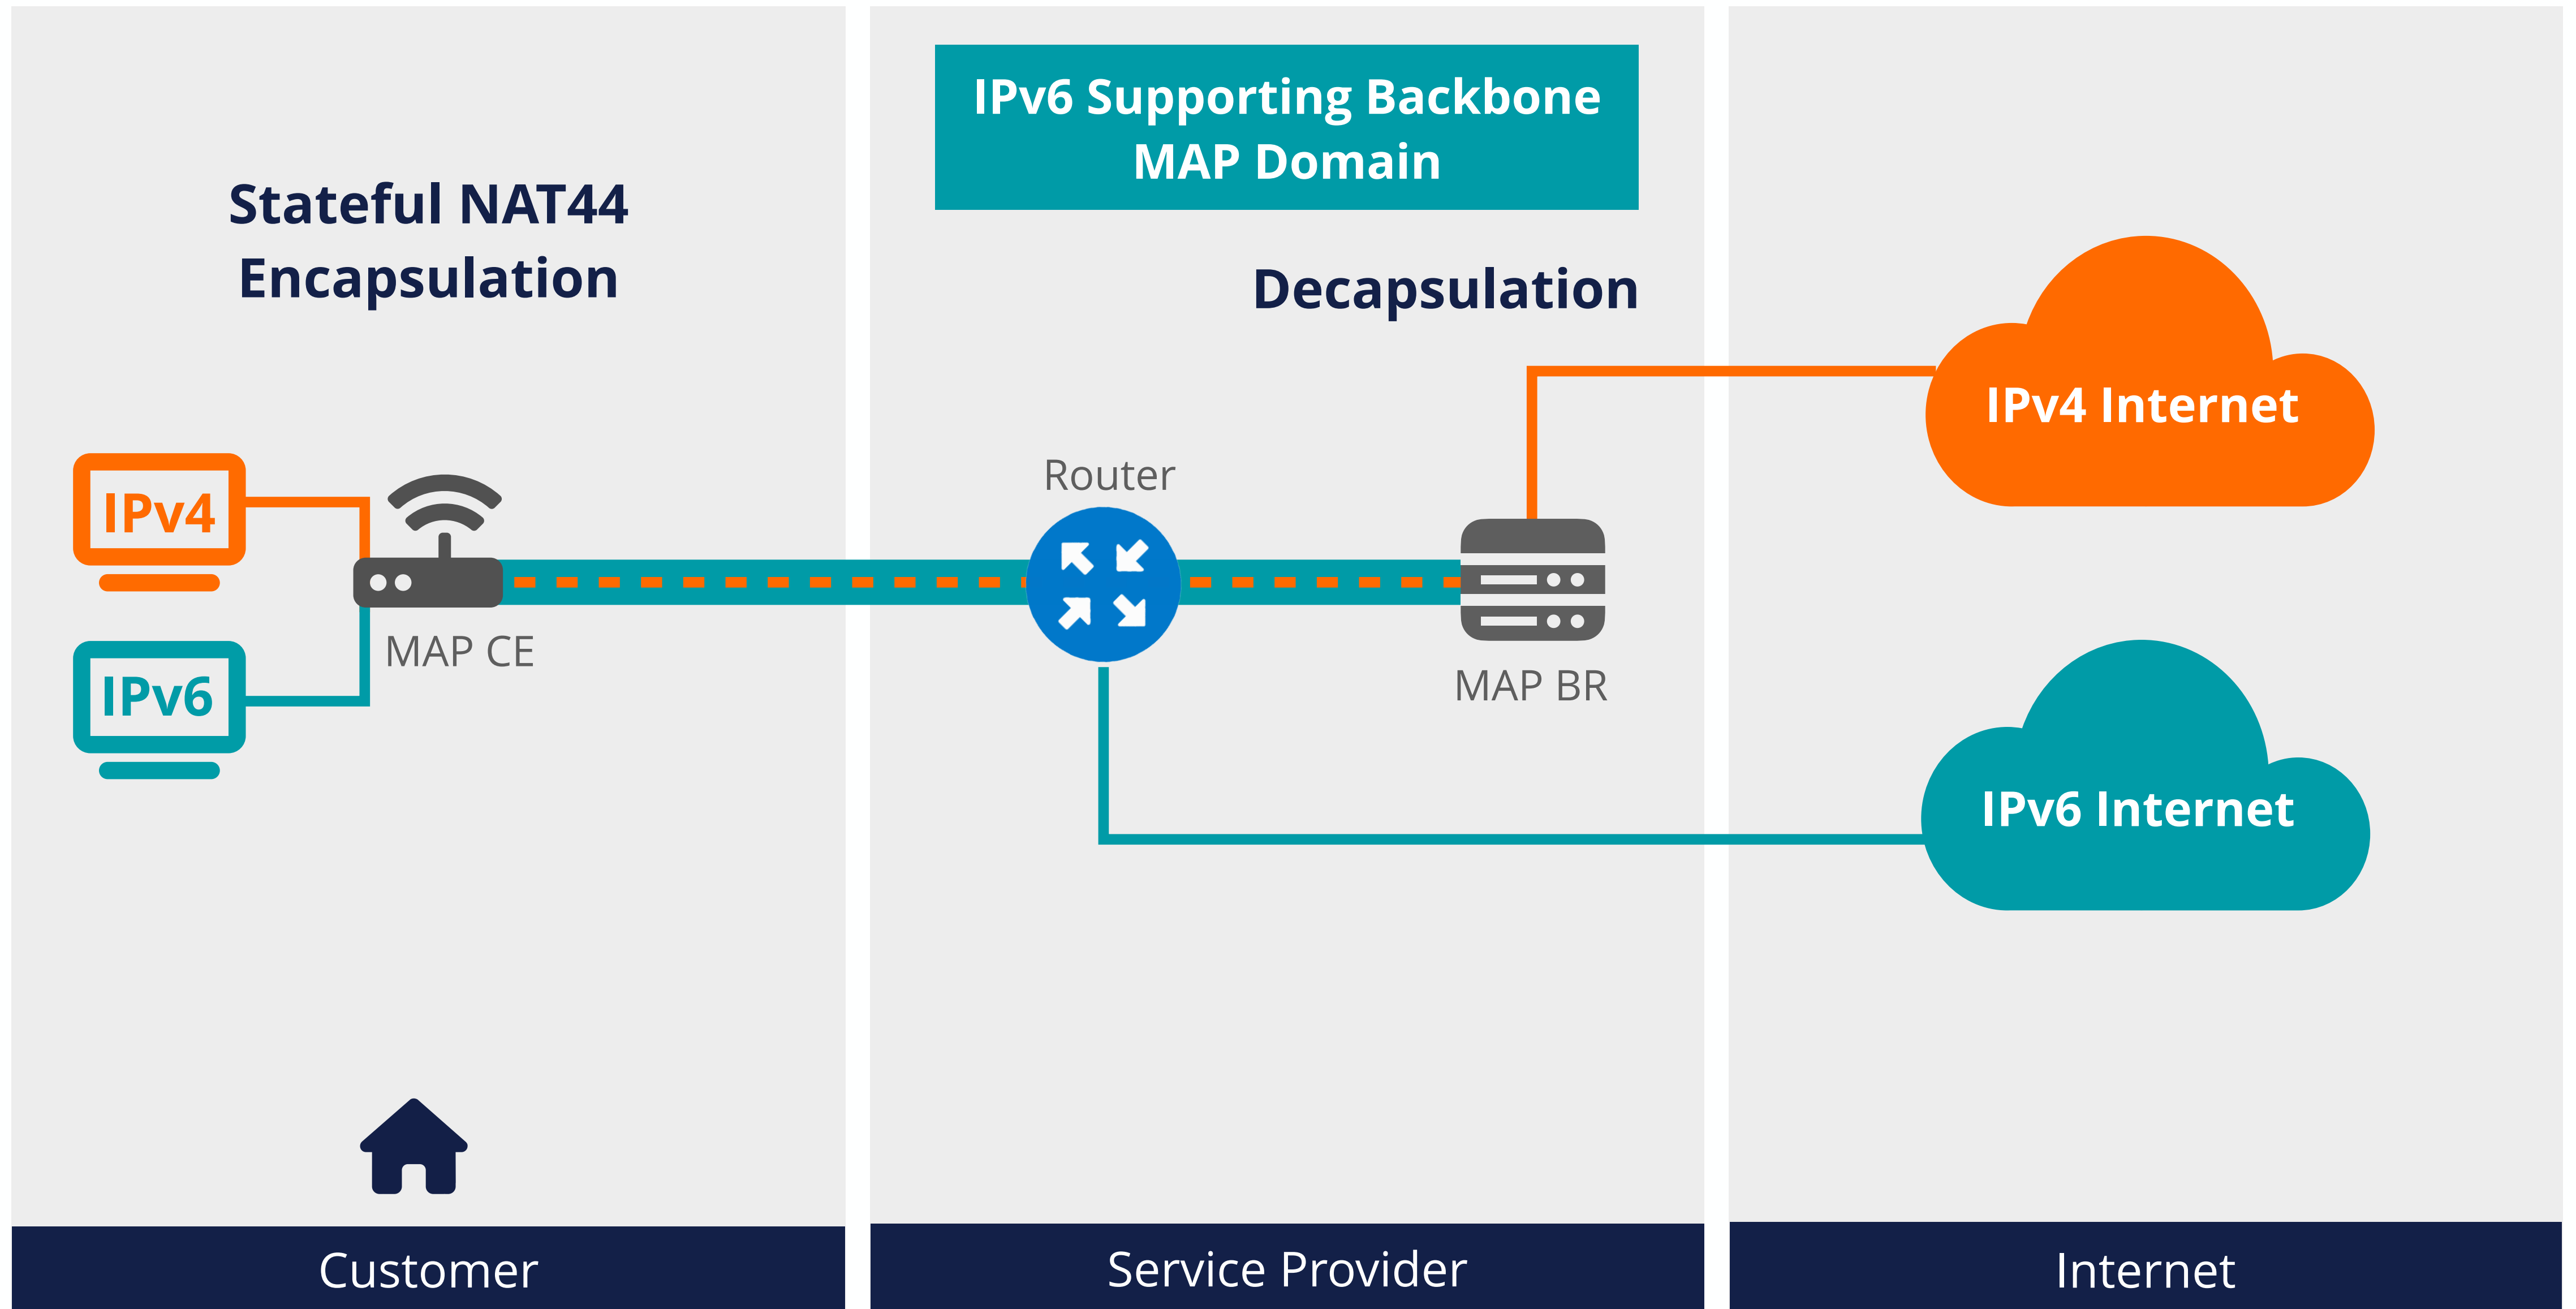 Stateful NAT44
Encapsulation
IPv4
IPv6
MAP CE
Customer
IPv6 Supporting Backbone
MAP Domain
Decapsulation
Router
MAP BR
Service Provider
IPv4 Internet
IPv6 Internet
Internet